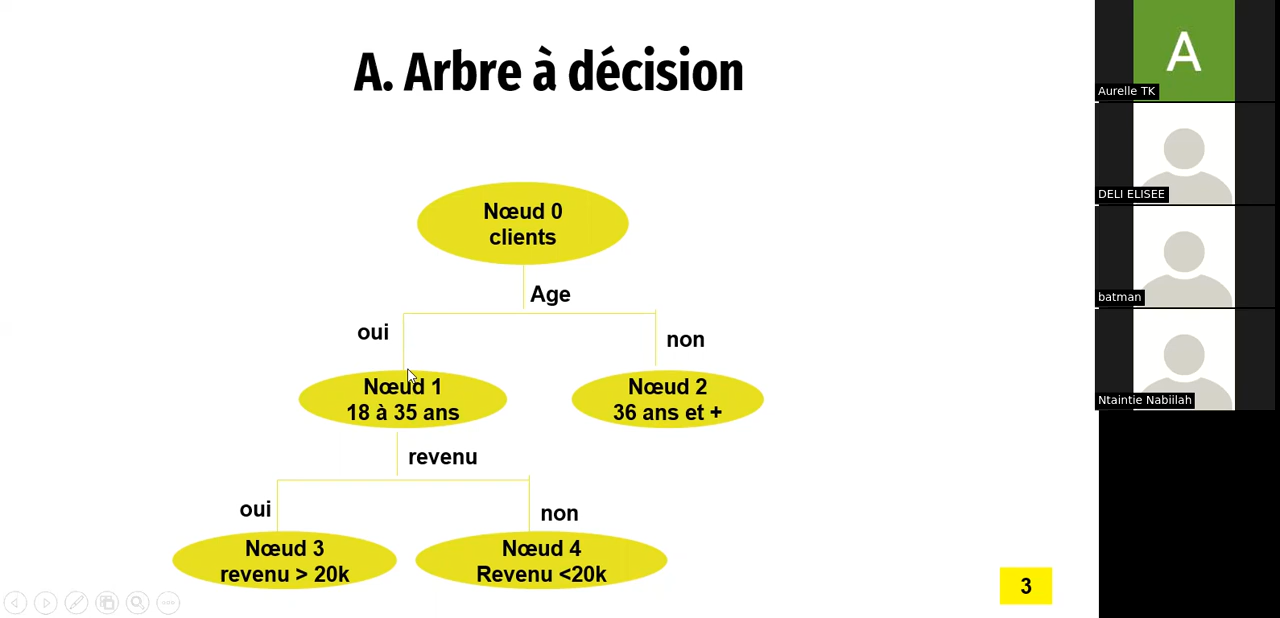 A. Arbre à décision
Nœud 0
clients
Age
oui
non
Nœud 1
18 à 35 ans
Nœud 2
36 ans et +
revenu
oui
non
Nœud 3
revenu > 20k
Nœud 4
Revenu <20k
3
A
Aurelle TK
DELI ELISEE
batman
Ntaintie Nabiilah